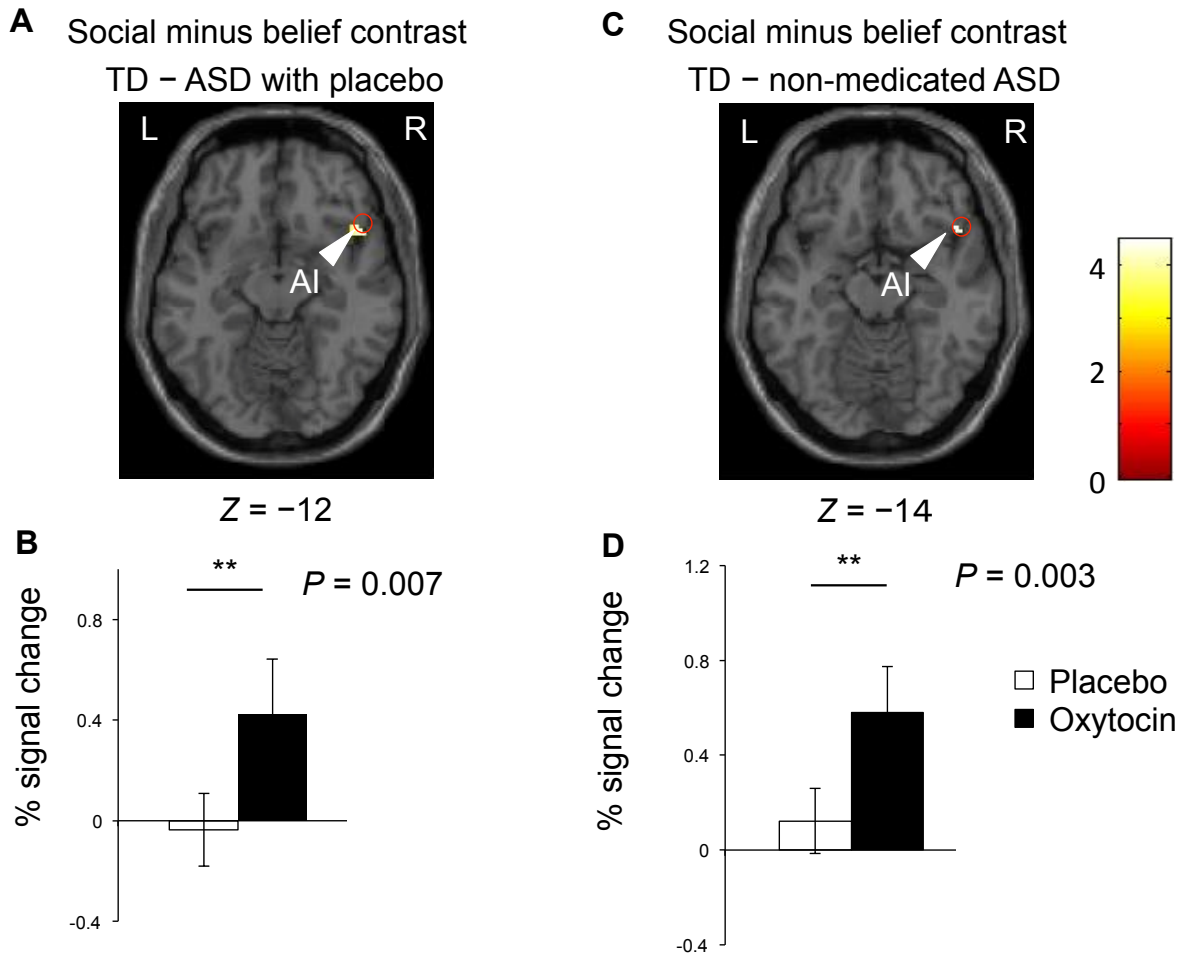 A
Social minus belief contrast
TD − ASD with placebo
L
R
AI
Z = −12
C
Social minus belief contrast
TD − non-medicated ASD
L
R
AI
Z = −14
4
2
0
B
**
P = 0.007
% signal change
0.8
0.4
0
-0.4
D
**
P = 0.003
% signal change
1.2
0.8
0.4
0
-0.4
Placebo
Oxytocin